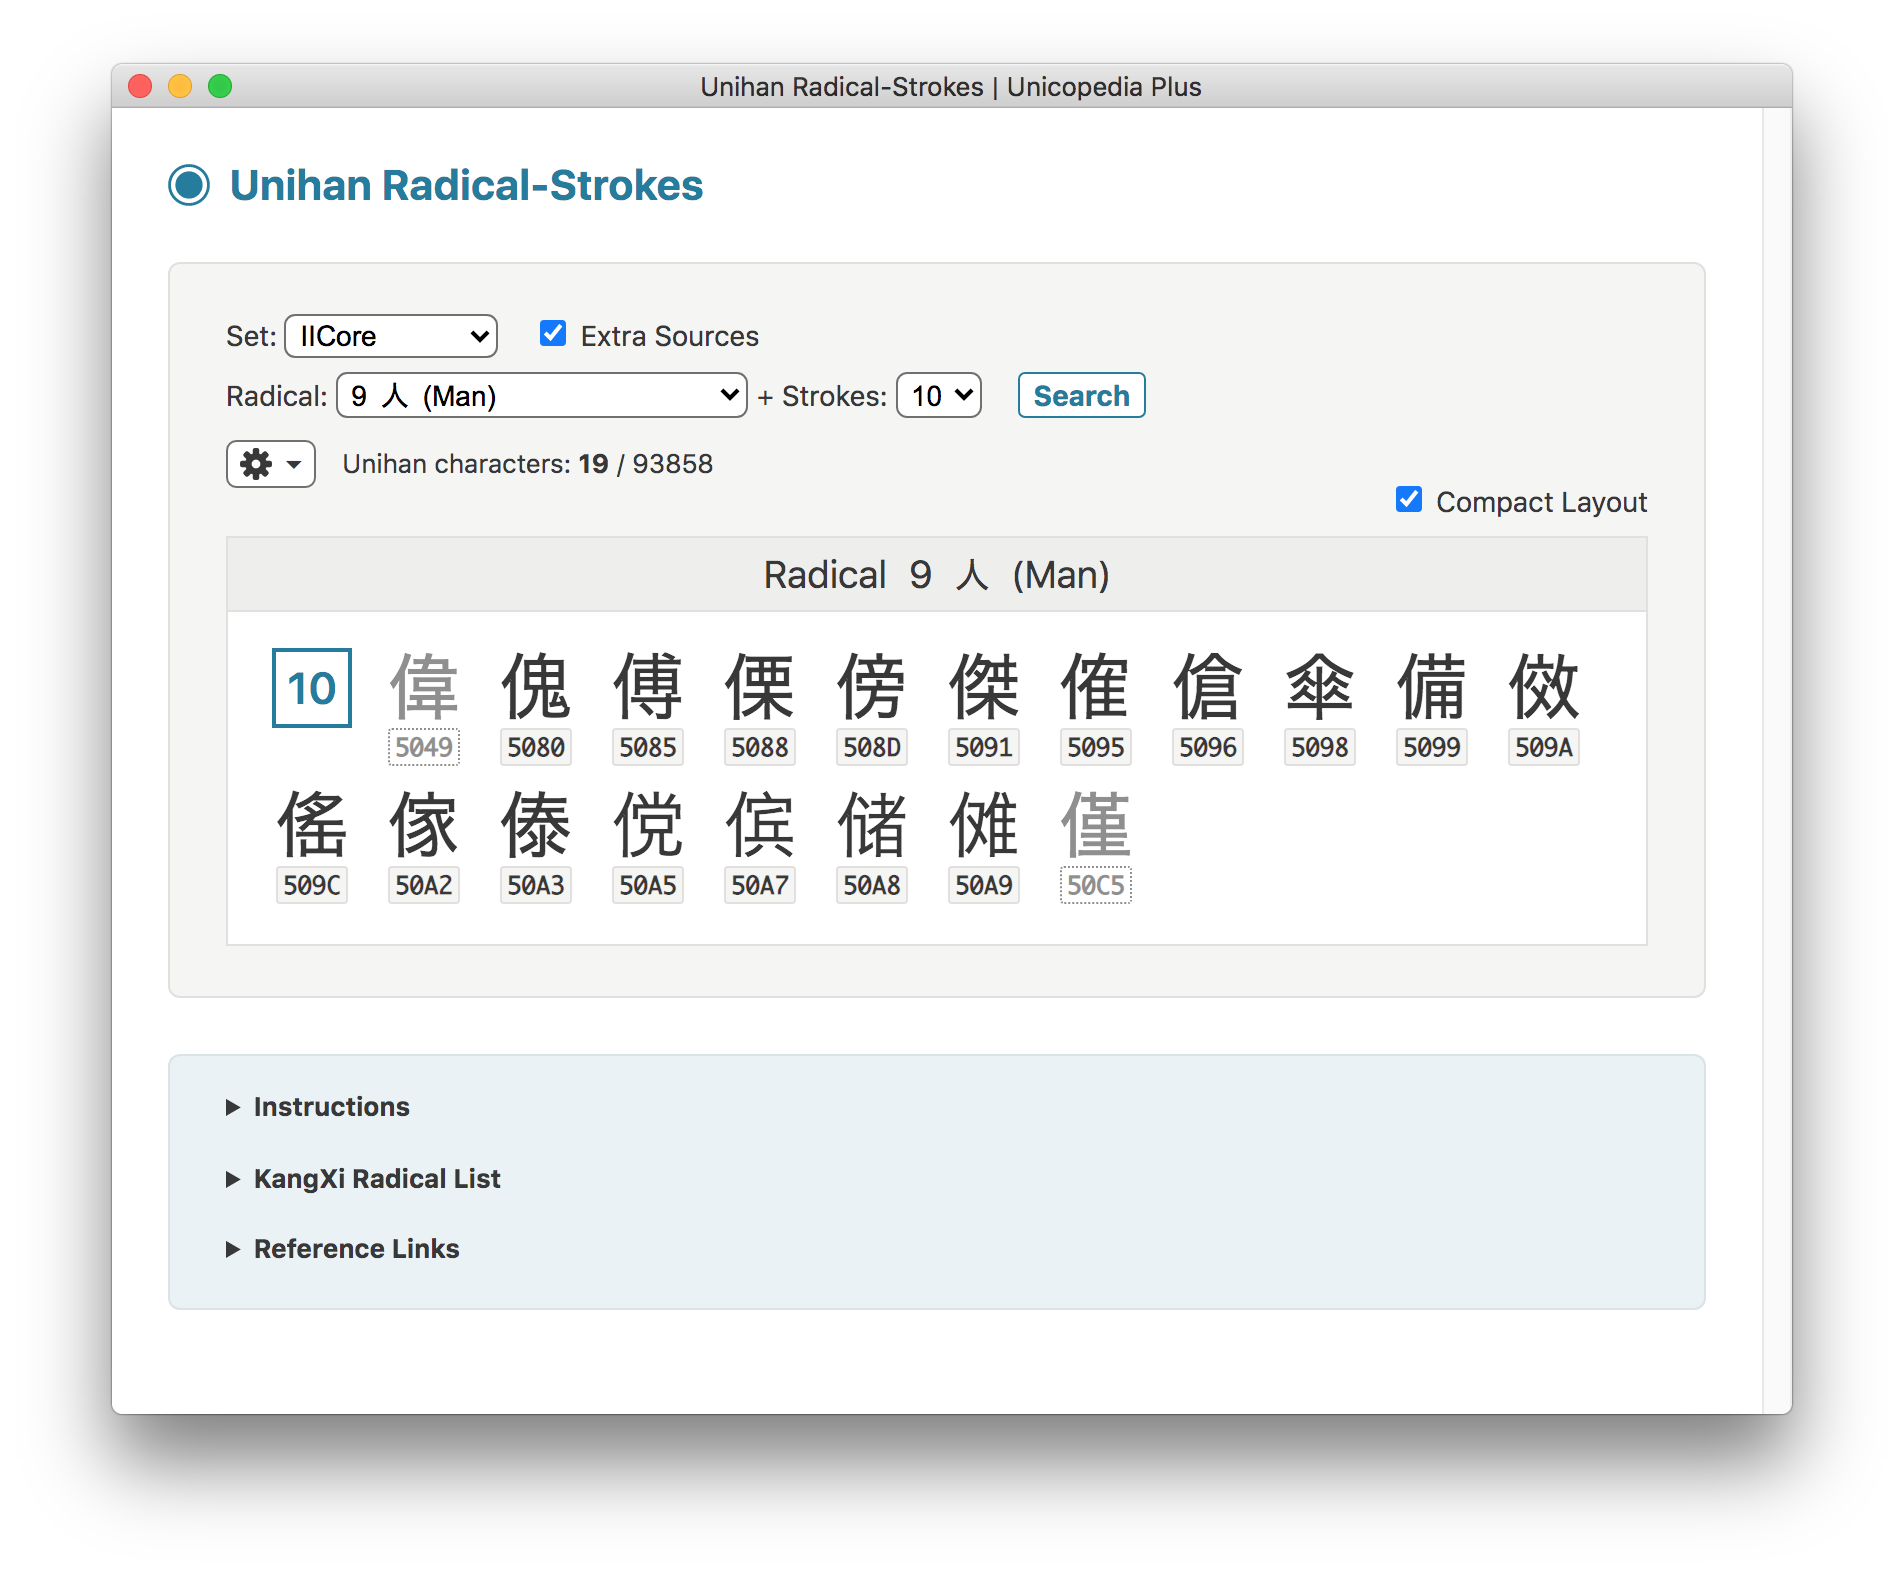 Unihan Radical-Strokes | Unicopedia Plus
Unihan Radical-Strokes
Set: IICore Extra Sources
Radical: 9 人 (Man) + Strokes: 10 Search
Unihan characters: 19 / 93858
Compact Layout
Radical 9 人 (Man)
10 偉 傀 傅 傈 傍 傑 傕 傖 傘 備 傚
5049 5080 5085 5088 508D 5091 5095 5096 5098 5099 509A
傜 傢 傣 傥 傧 储 傩 僅
509C 50A2 50A3 50A5 50A7 50A8 50A9 50C5
Instructions
KangXi Radical List
Reference Links